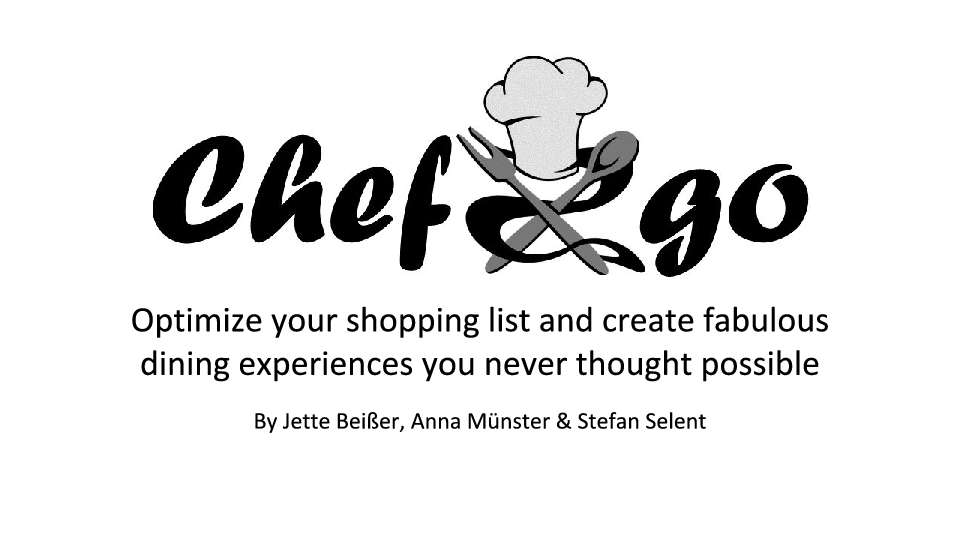 Chef 2 go
Optimize your shopping list and create fabulous
dining experiences you never thought possible
By Jette Beißer, Anna Münster & Stefan Selent